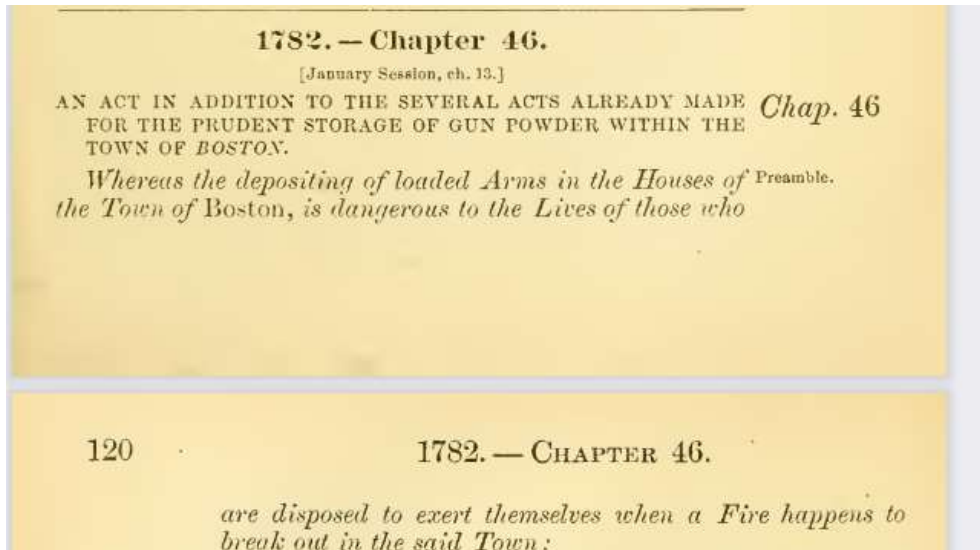 1782. — Chapter 46.
[January Session, ch. 13.]
AN ACT IN ADDITION TO THE SEVERAL ACTS ALREADY MADE Chap. 46
FOR THE PRUDENT STORAGE OF GUN POWDER WITHIN THE
TOWN OF BOSTON.
Whereas the depositing of loaded Arms in the Houses of Preamble.
the Town of Boston, is dangerous to the Lives of those who
120 1782. — CHAPTER 46.
are disposed to exert themselves when a Fire happens to
break out in the said Town: